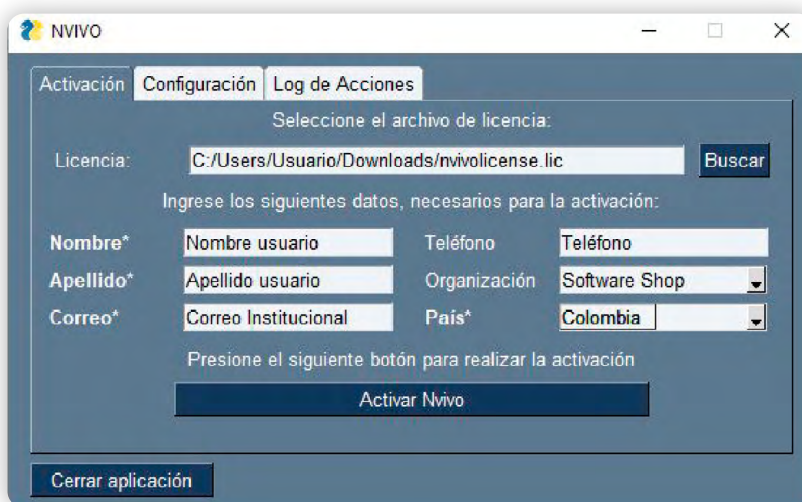 NVIVO
Activación Configuración Log de Acciones
Seleccione el archivo de licencia:
Licencia: C:/Users/Usuario/Downloads/nvivolicense.lic Buscar
Ingrese los siguientes datos, necesarios para la activación:
Nombre* Nombre usuario Teléfono Teléfono
Apellido* Apellido usuario Organización Software Shop
Correo* Correo Institucional País* Colombia
Presione el siguiente botón para realizar la activación
Activar Nvivo
Cerrar aplicación